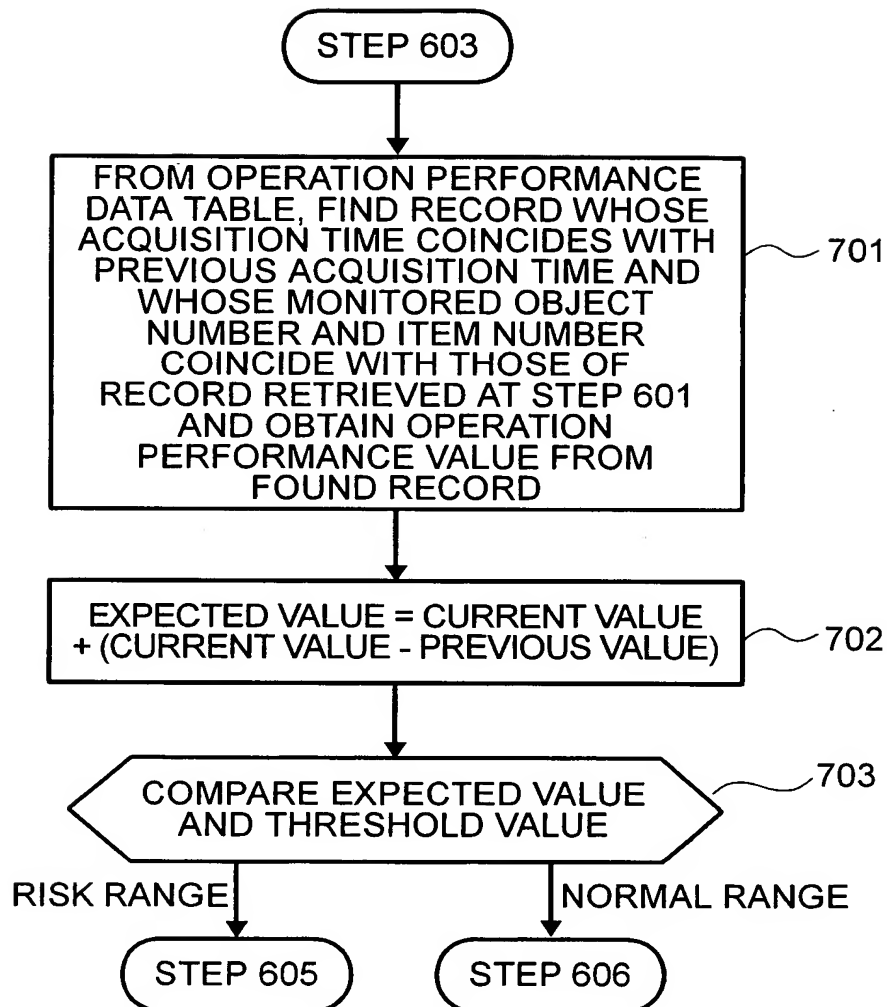 STEP 603
FROM OPERATION PERFORMANCE
DATA TABLE, FIND RECORD WHOSE
ACQUISITION TIME COINCIDES WITH
PREVIOUS ACQUISITION TIME AND
WHOSE MONITORED OBJECT
NUMBER AND ITEM NUMBER
COINCIDE WITH THOSE OF
RECORD RETRIEVED AT STEP 601
AND OBTAIN OPERATION
PERFORMANCE VALUE FROM
FOUND RECORD
701
EXPECTED VALUE = CURRENT VALUE
+ (CURRENT VALUE - PREVIOUS VALUE)
702
COMPARE EXPECTED VALUE
AND THRESHOLD VALUE
703
RISK RANGE
NORMAL RANGE
STEP 605
STEP 606